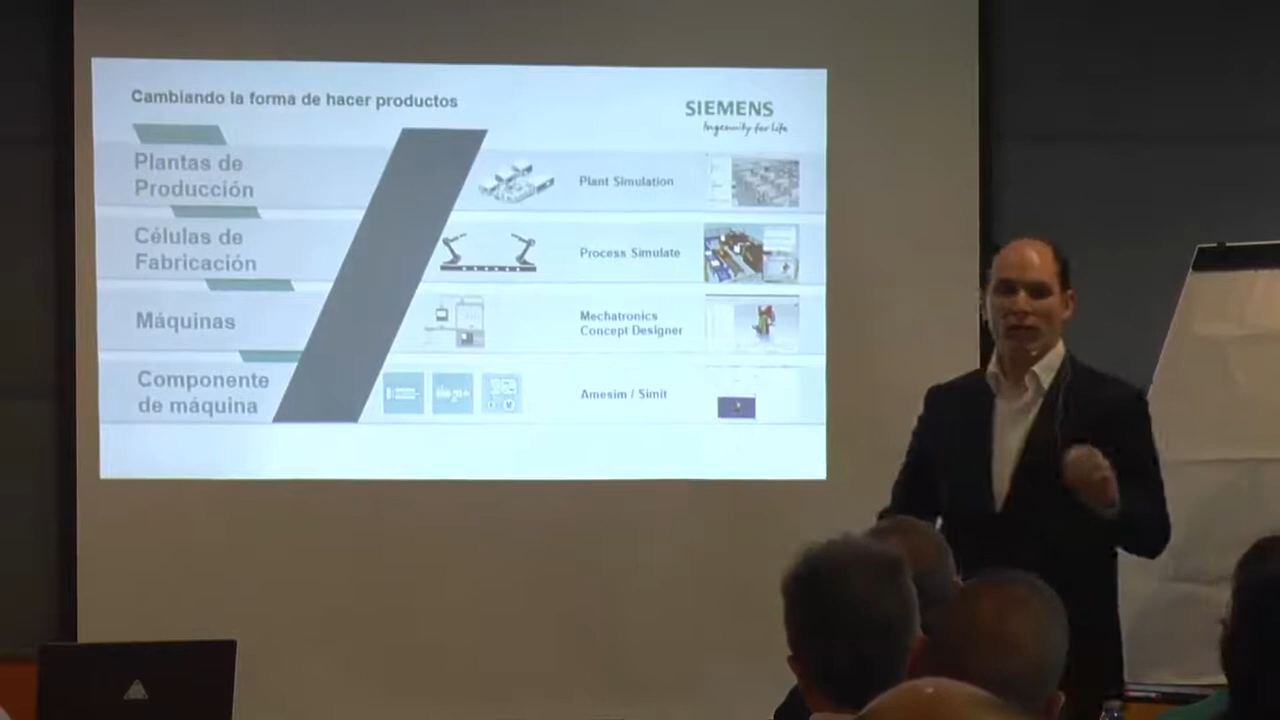 Cambiando la forma de hacer productos
SIEMENS
Ingenuity for life
Plantas de
Producción
Plant Simulation
Células de
Fabricación
Process Simulate
Máquinas
Mechatronics
Concept Designer
Componente
de máquina
Amesim / Simit